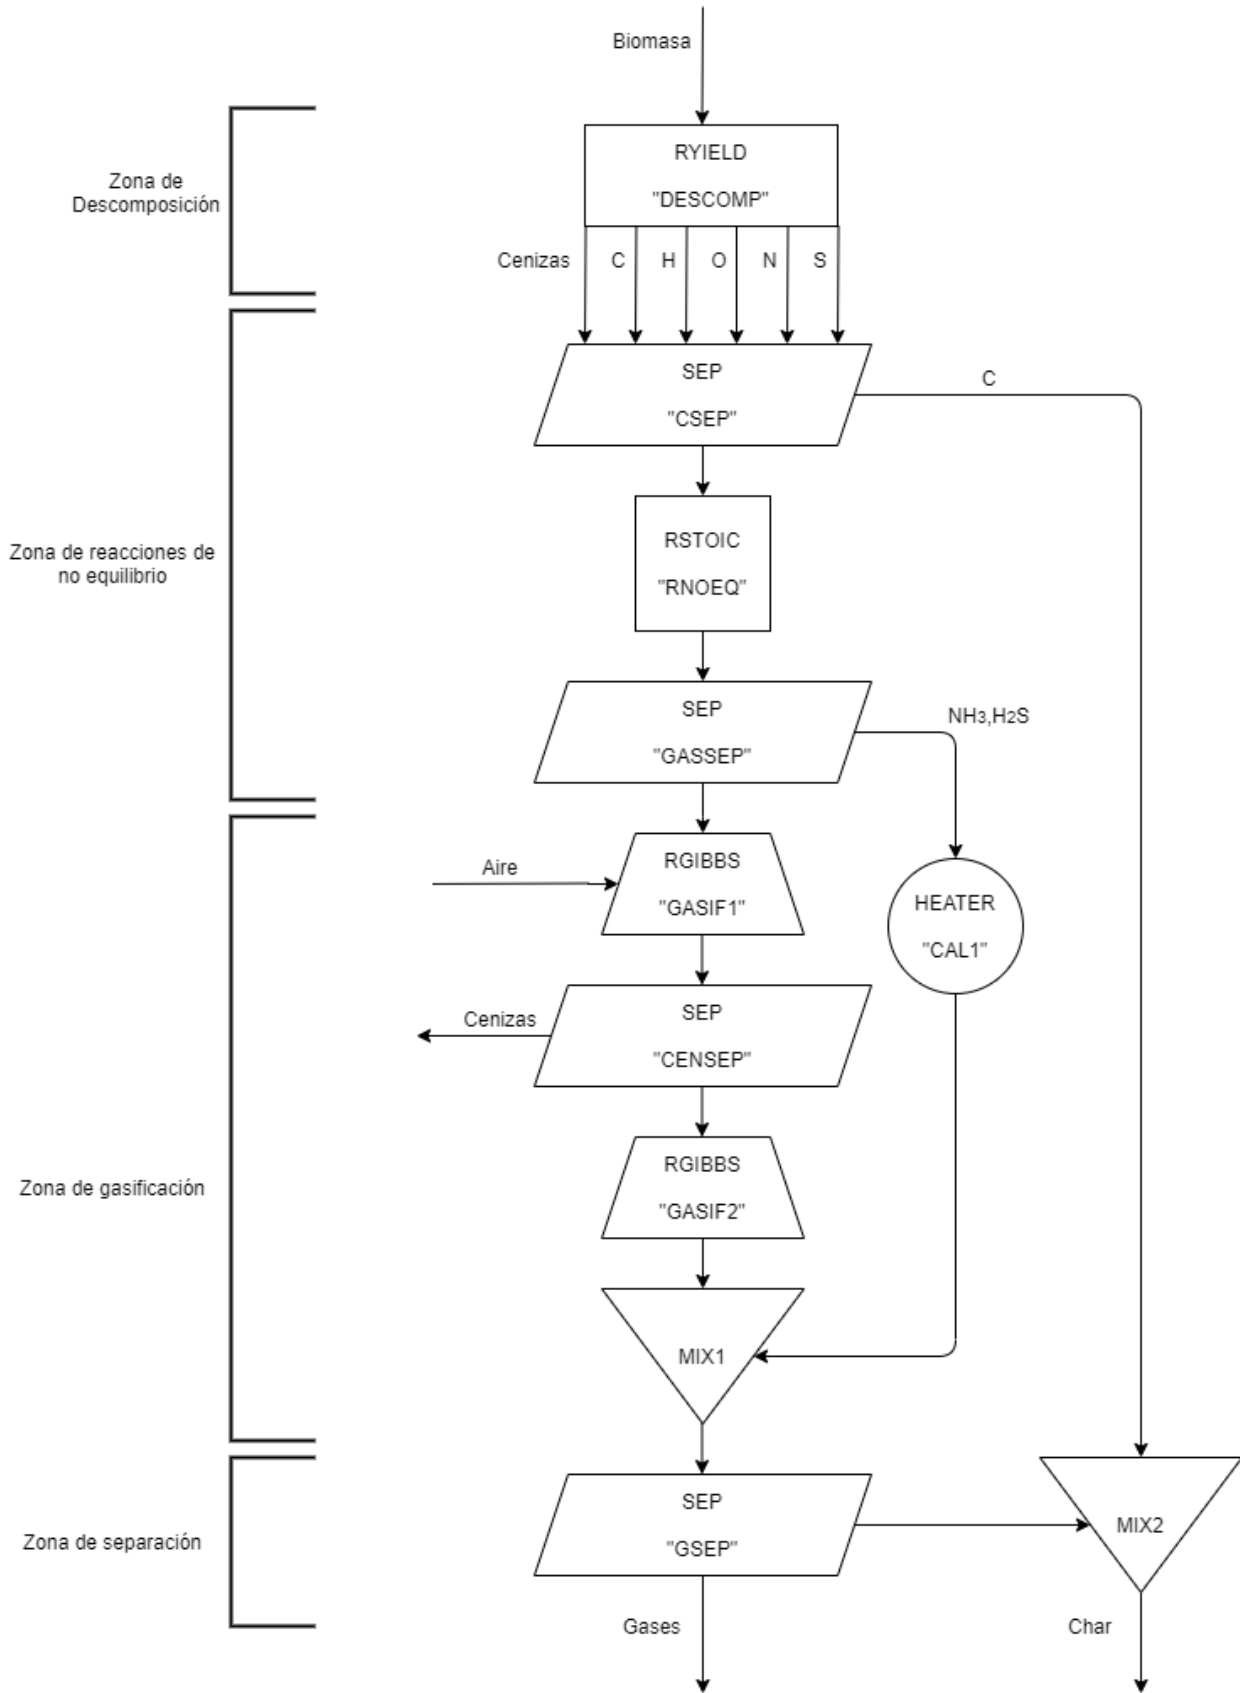 Biomasa
Zona de
Descomposición
RYIELD
"DESCOMP"
Cenizas C H O N S
SEP
"CSEP"
C
Zona de reacciones de
no equilibrio
RSTOIC
"RNOEQ"
SEP
"GASSEP"
NH3,H2S
Aire
RGIBBS
"GASIF1"
HEATER
"CAL1"
Cenizas
SEP
"CENSEP"
Zona de gasificación
RGIBBS
"GASIF2"
MIX1
Zona de separación
SEP
"GSEP"
MIX2
Gases
Char